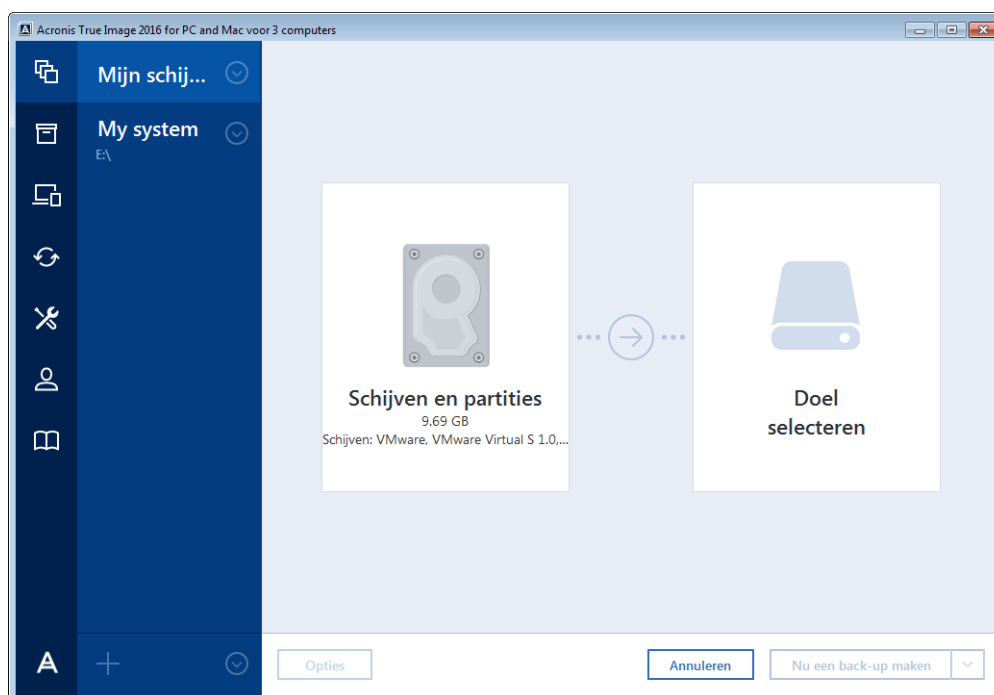 Acronis True Image 2016 for PC and Mac voor 3 computers
Mijn schij...
My system
E:\
Schijven en partities
9.69 GB
Schijven: VMware, VMware Virtual S 1.0,...
Doel
selecteren
Opties
Annuleren
Nu een back-up maken